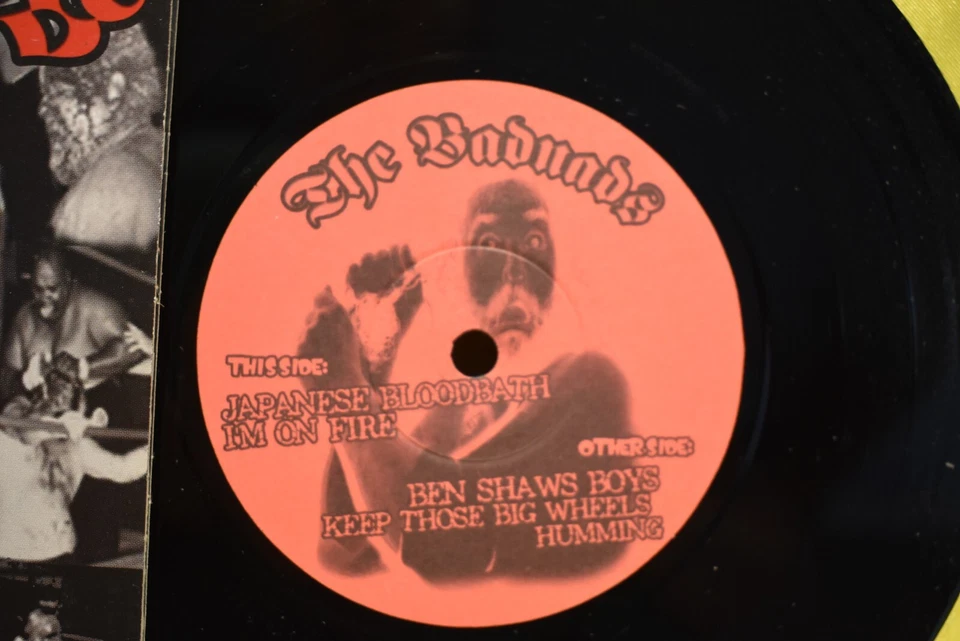 The Badnads
THIS SIDE:
JAPANESE BLOODBATH
I'M ON FIRE
OTHER SIDE:
BEN SHAWS BOYS
KEEP THOSE BIG WHEELS
HUMMING